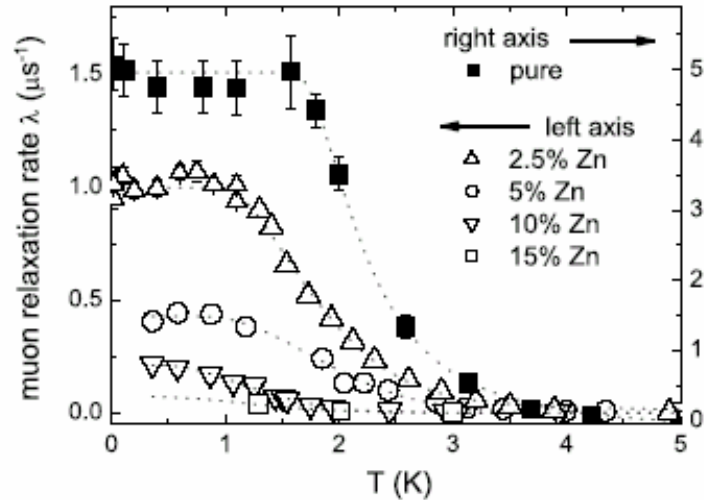 muon relaxation rate λ (μs⁻¹)
1.5
1.0
0.5
0.0
right axis
pure
left axis
2.5% Zn
5% Zn
10% Zn
15% Zn
5
4
3
2
1
0
0 1 2 3 4 5
T (K)